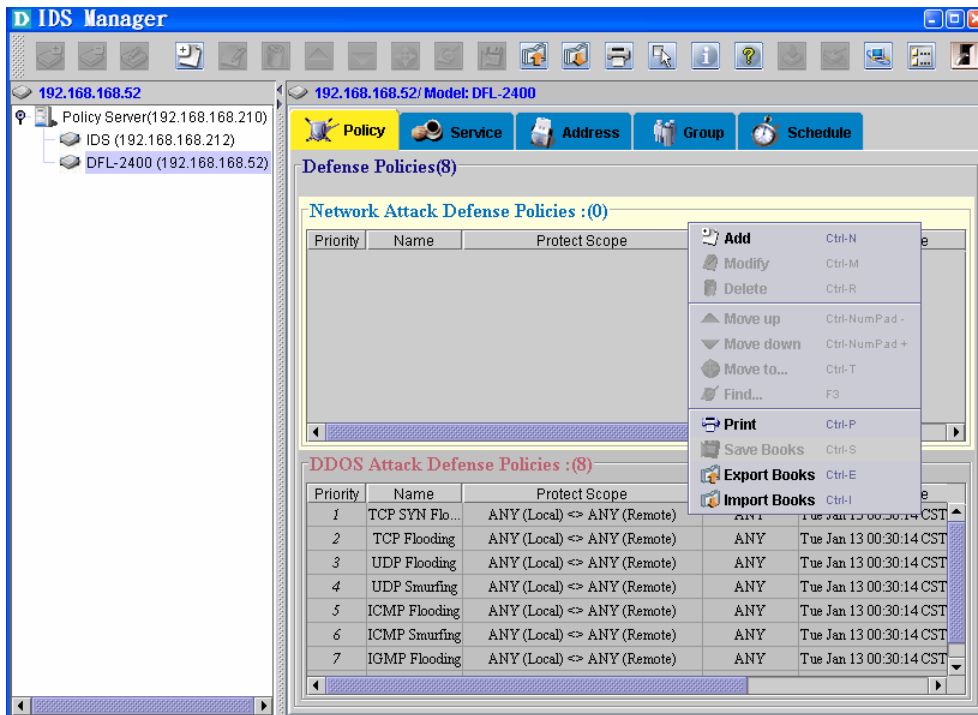 D IDS Manager
192.168.168.52
Policy Server(192.168.168.210)
IDS (192.168.168.212)
DFL-2400 (192.168.168.52)
192.168.168.52/ Model: DFL-2400
Policy Service Address Group Schedule
Defense Policies(8)
Network Attack Defense Policies :(0)
Priority Name Protect Scope e
Add Ctrl-N
Modify Ctrl-M
Delete Ctrl-R
Move up Ctrl-NumPad -
Move down Ctrl-NumPad +
Move to... Ctrl-T
Find... F3
Print Ctrl-P
Save Books Ctrl-S
Export Books Ctrl-E
Import Books Ctrl-I
DDOS Attack Defense Policies :(8)
Priority Name Protect Scope e
1 TCP SYN Flo... ANY (Local) <> ANY (Remote) ANY Tue Jan 13 00:30:14 CST
2 TCP Flooding ANY (Local) <> ANY (Remote) ANY Tue Jan 13 00:30:14 CST
3 UDP Flooding ANY (Local) <> ANY (Remote) ANY Tue Jan 13 00:30:14 CST
4 UDP Smurfing ANY (Local) <> ANY (Remote) ANY Tue Jan 13 00:30:14 CST
5 ICMP Flooding ANY (Local) <> ANY (Remote) ANY Tue Jan 13 00:30:14 CST
6 ICMP Smurfing ANY (Local) <> ANY (Remote) ANY Tue Jan 13 00:30:14 CST
7 IGMP Flooding ANY (Local) <> ANY (Remote) ANY Tue Jan 13 00:30:14 CST